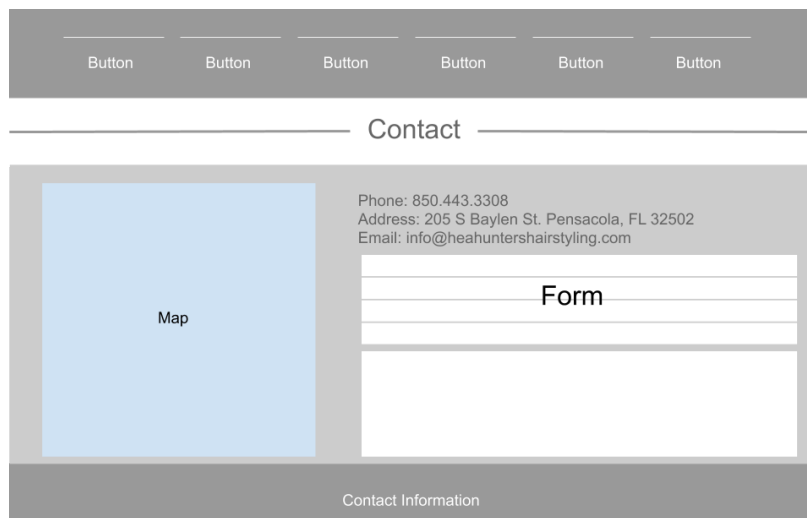 Button Button Button Button Button Button
Contact
Phone: 850.443.3308
Address: 205 S Baylen St. Pensacola, FL 32502
Email: info@heahuntershairstyling.com
Form
Map
Contact Information